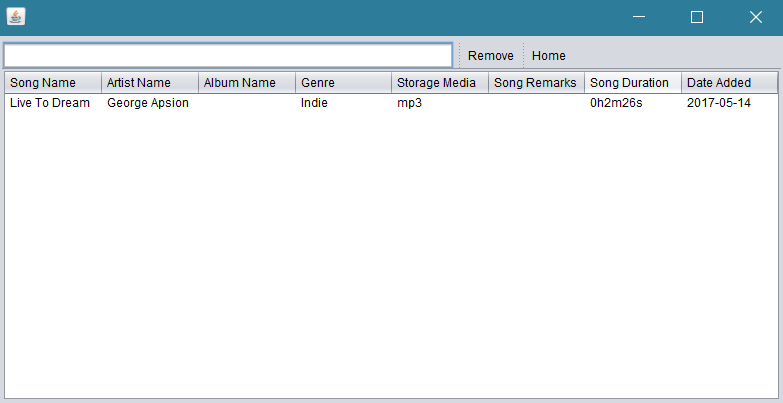 Remove Home
Song Name Artist Name Album Name Genre Storage Media Song Remarks Song Duration Date Added
Live To Dream George Apsion Indie mp3 0h2m26s 2017-05-14